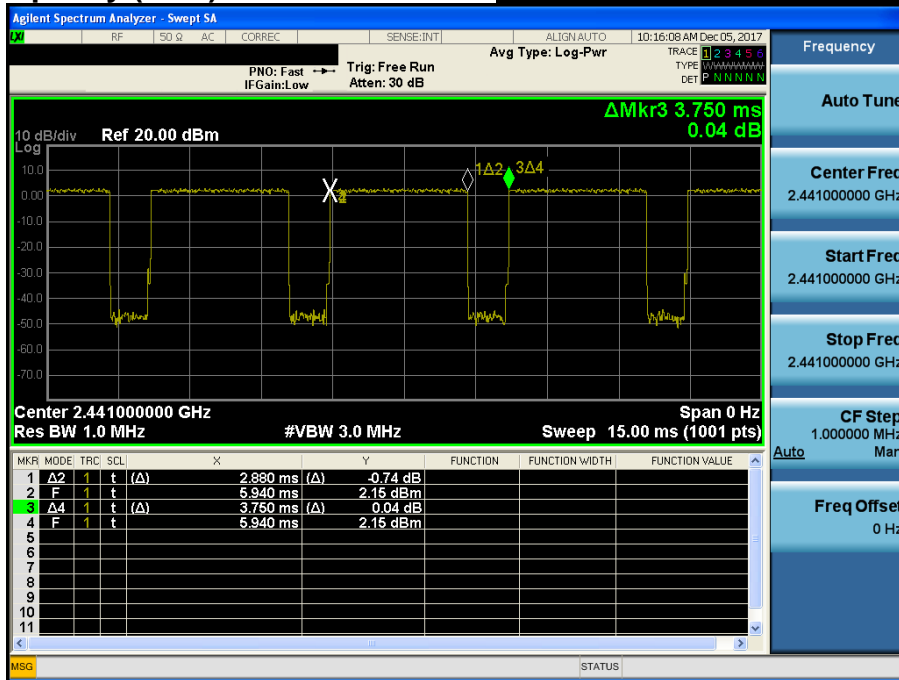 Agilent Spectrum Analyzer - Swept SA
LXI RF 50 Ω AC CORREC SENSE:INT ALIGN AUTO 10:16:08 AM Dec 05, 2017
Avg Type: Log-Pwr TRACE 1 2 3 4 5 6
PNO: Fast Trig: Free Run TYPE WWWWWW
IFGain:Low Atten: 30 dB DET P N N N N N
ΔMkr3 3.750 ms
0.04 dB
10 dB/div Ref 20.00 dBm
Log
1Δ2 3Δ4
10.0
0.00
X
-10.0
-20.0
-30.0
-40.0
-50.0
-60.0
-70.0
Center 2.441000000 GHz Span 0 Hz
Res BW 1.0 MHz #VBW 3.0 MHz Sweep 15.00 ms (1001 pts)
MKR MODE TRC SCL X Y FUNCTION FUNCTION WIDTH FUNCTION VALUE
1 Δ2 1 t (Δ) 2.880 ms (Δ) -0.74 dB
2 F 1 t 5.940 ms 2.15 dBm
3 Δ4 1 t (Δ) 3.750 ms (Δ) 0.04 dB
4 F 1 t 5.940 ms 2.15 dBm
5
6
7
8
9
10
11
MSG STATUS
Frequency
Auto Tune
Center Freq
2.441000000 GHz
Start Freq
2.441000000 GHz
Stop Freq
2.441000000 GHz
CF Step
1.000000 MHz
Auto Man
Freq Offset
0 Hz